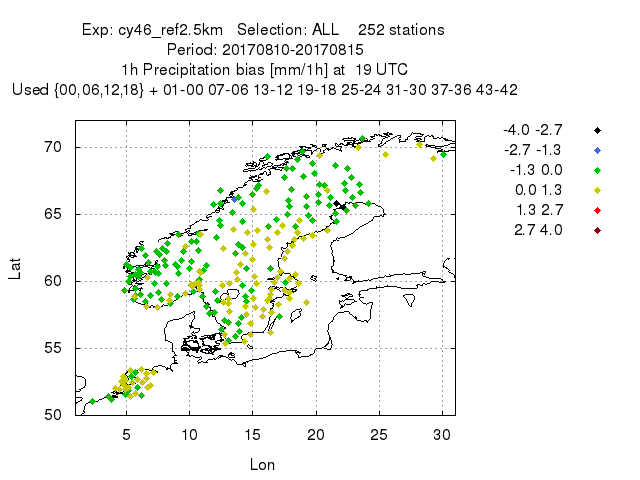 Exp: cy46_ref2.5km   Selection: ALL    252 stations
Period: 20170810-20170815
1h Precipitation bias [mm/1h] at  19 UTC
Used {00,06,12,18} + 01-00 07-06 13-12 19-18 25-24 31-30 37-36 43-42
-4.0 -2.7
-2.7 -1.3
-1.3 0.0
0.0 1.3
1.3 2.7
2.7 4.0
70
65
60
55
50
Lat
5 10 15 20 25 30
Lon